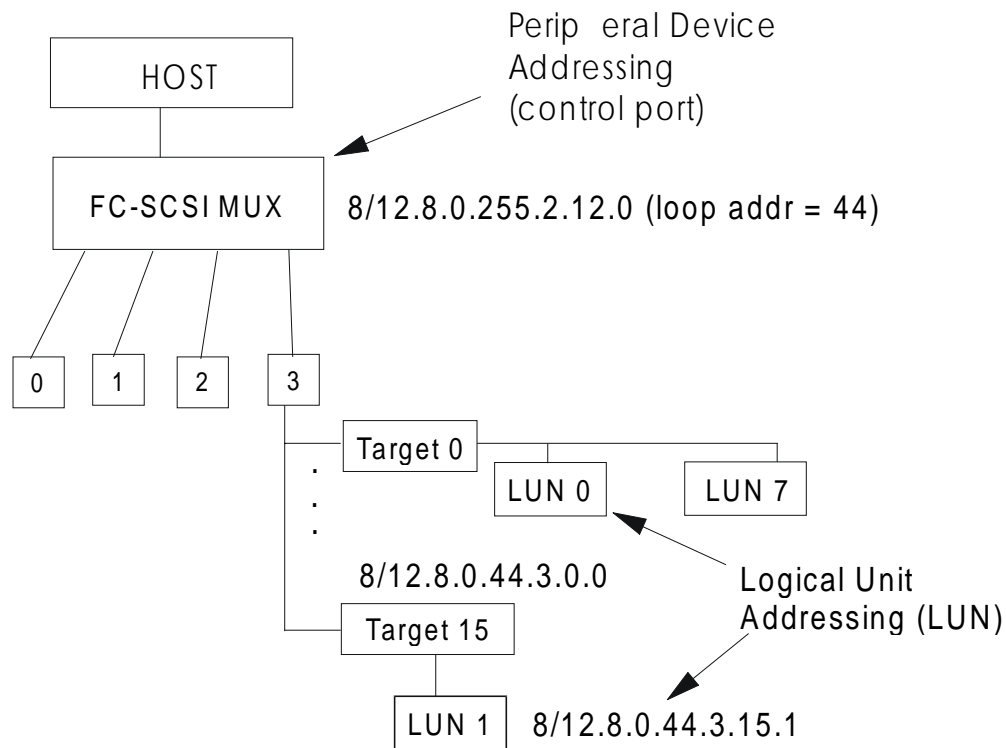 Perip eral Device
Addressing
(control port)
HOST
FC-SCSI MUX
8/12.8.0.255.2.12.0 (loop addr = 44)
0
1
2
3
Target 0
LUN 0
LUN 7
8/12.8.0.44.3.0.0
Logical Unit
Addressing (LUN)
Target 15
LUN 1
8/12.8.0.44.3.15.1